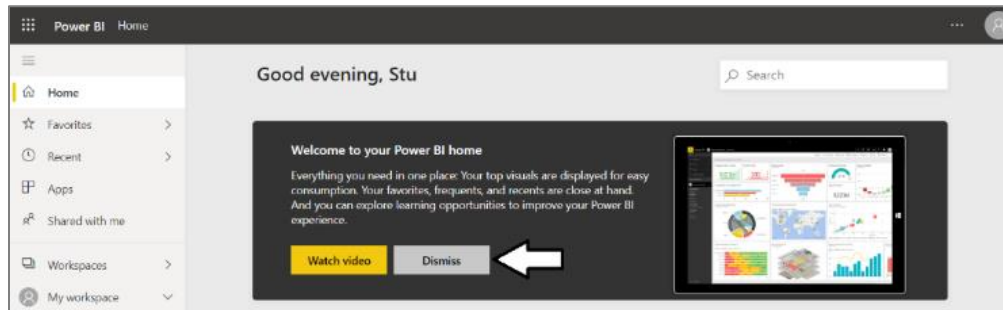 Power BI Home
Good evening, Stu
Search
Home
Favorites
Recent
Apps
Shared with me
Workspaces
My workspace
Welcome to your Power BI home
Everything you need in one place: Your top visuals are displayed for easy
consumption. Your favorites, frequents, and recents are close at hand.
And you can explore learning opportunities to improve your Power BI
experience.
Watch video
Dismiss